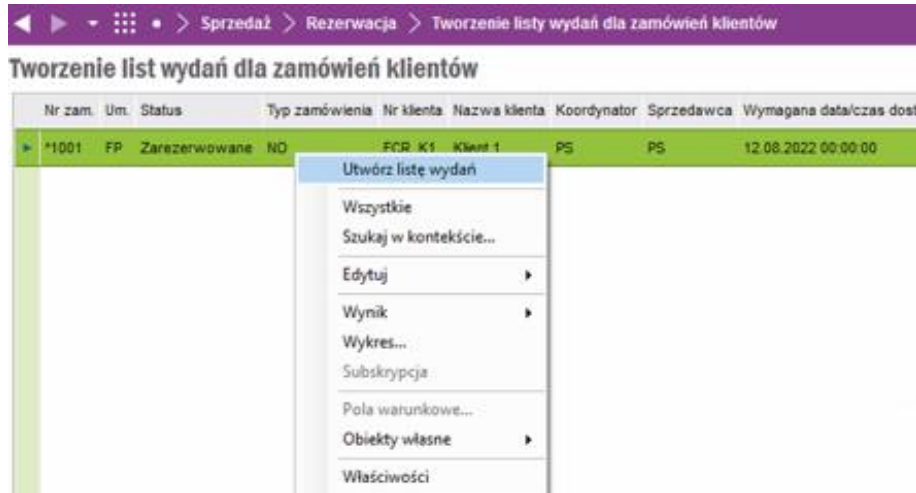 Sprzedaż > Rezerwacja > Tworzenie listy wydań dla zamówień klientów
Tworzenie list wydań dla zamówień klientów
Nr zam. Um. Status Typ zamówienia Nr klienta Nazwa klienta Koordynator Sprzedawca Wymagana data/czas dost
*1001 FP Zarezerwowane NO FCR_K1 Klient 1 PS PS 12.08.2022 00:00:00
Utwórz listę wydań
Wszystkie
Szukaj w kontekście...
Edytuj
Wynik
Wykres...
Subskrypcja
Pola warunkowe...
Obiekty własne
Właściwości